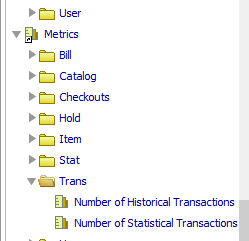 User
Metrics
Bill
Catalog
Checkouts
Hold
Item
Stat
Trans
Number of Historical Transactions
Number of Statistical Transactions